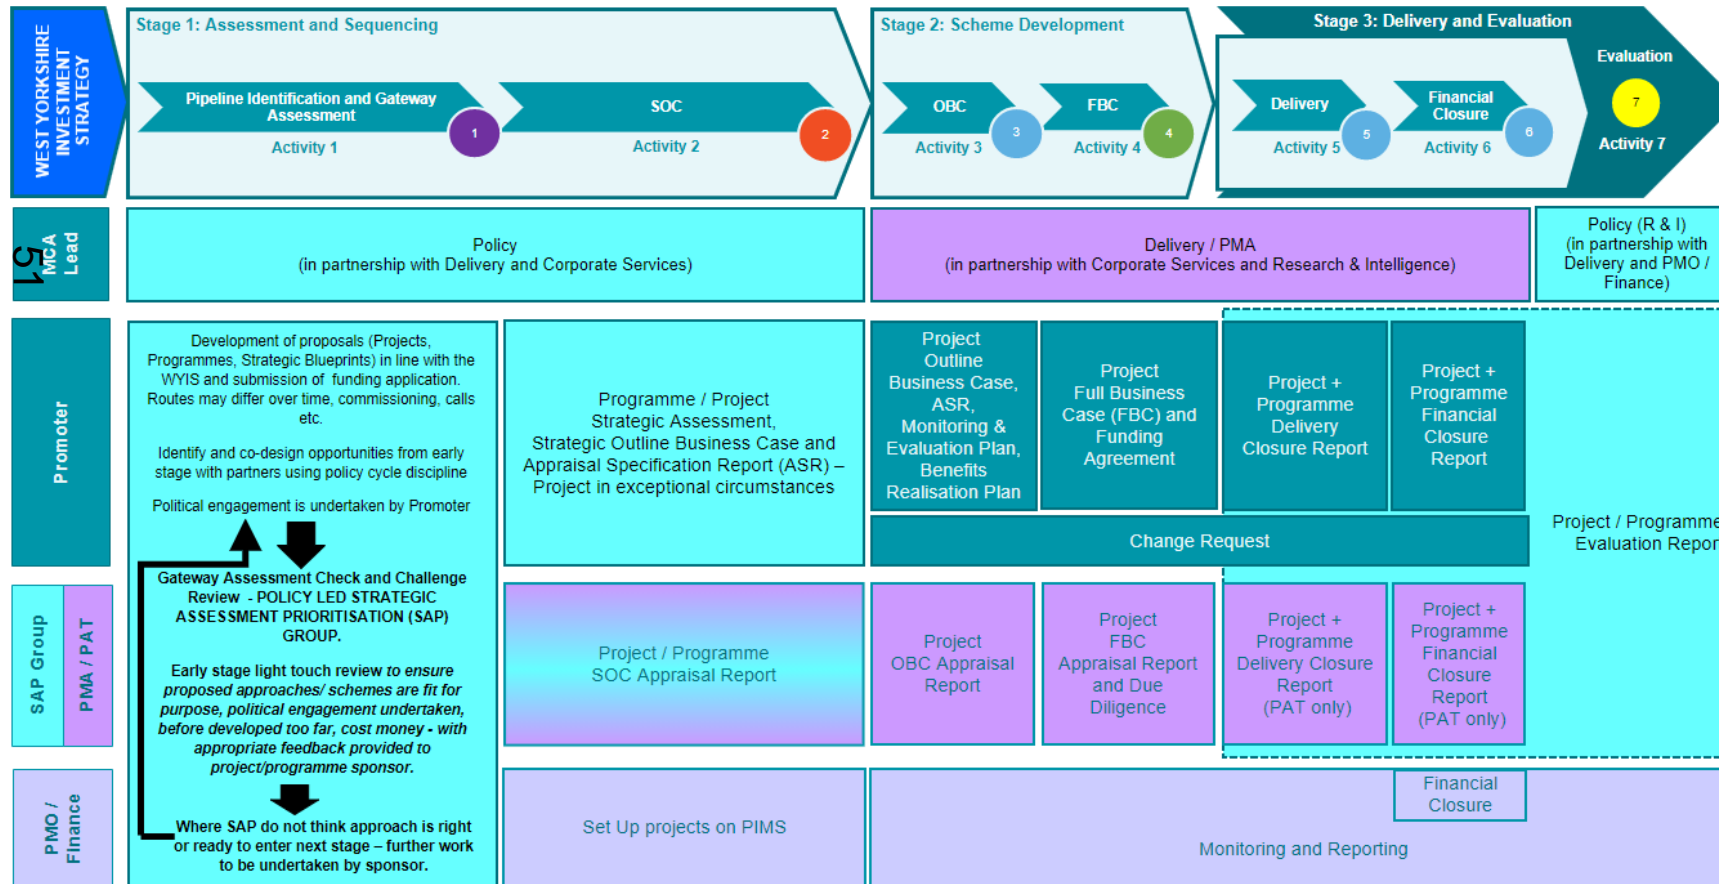 WEST YORKSHIRE
INVESTMENT
STRATEGY
Stage 1: Assessment and Sequencing
Pipeline Identification and Gateway
Assessment
1
Activity 1
SOC
2
Activity 2
Stage 2: Scheme Development
OBC
3
Activity 3
FBC
4
Activity 4
Stage 3: Delivery and Evaluation
Delivery
5
Activity 5
Financial
Closure
6
Activity 6
Evaluation
7
Activity 7
51
MCA
Lead
Policy
(in partnership with Delivery and Corporate Services)
Delivery / PMA
(in partnership with Corporate Services and Research & Intelligence)
Policy (R & I)
(in partnership with
Delivery and PMO /
Finance)
Promoter
Development of proposals (Projects,
Programmes, Strategic Blueprints) in line with the
WYIS and submission of funding application.
Routes may differ over time, commissioning, calls
etc.
Identify and co-design opportunities from early
stage with partners using policy cycle discipline
Political engagement is undertaken by Promoter
Gateway Assessment Check and Challenge
Review - POLICY LED STRATEGIC
ASSESSMENT PRIORITISATION (SAP)
GROUP.
Early stage light touch review to ensure
proposed approaches/ schemes are fit for
purpose, political engagement undertaken,
before developed too far, cost money - with
appropriate feedback provided to
project/programme sponsor.
Where SAP do not think approach is right
or ready to enter next stage – further work
to be undertaken by sponsor.
Programme / Project
Strategic Assessment,
Strategic Outline Business Case and
Appraisal Specification Report (ASR) –
Project in exceptional circumstances
Project
Outline
Business Case,
ASR,
Monitoring &
Evaluation Plan,
Benefits
Realisation Plan
Project
Full Business
Case (FBC) and
Funding
Agreement
Project +
Programme
Delivery
Closure Report
Project +
Programme
Financial
Closure
Report
Change Request
Project / Programme
Evaluation Repor
SAP Group
PMA / PAT
Project / Programme
SOC Appraisal Report
Project
OBC Appraisal
Report
Project
FBC
Appraisal Report
and Due
Diligence
Project +
Programme
Delivery Closure
Report
(PAT only)
Project +
Programme
Financial
Closure
Report
(PAT only)
PMO /
Finance
Set Up projects on PIMS
Financial
Closure
Monitoring and Reporting